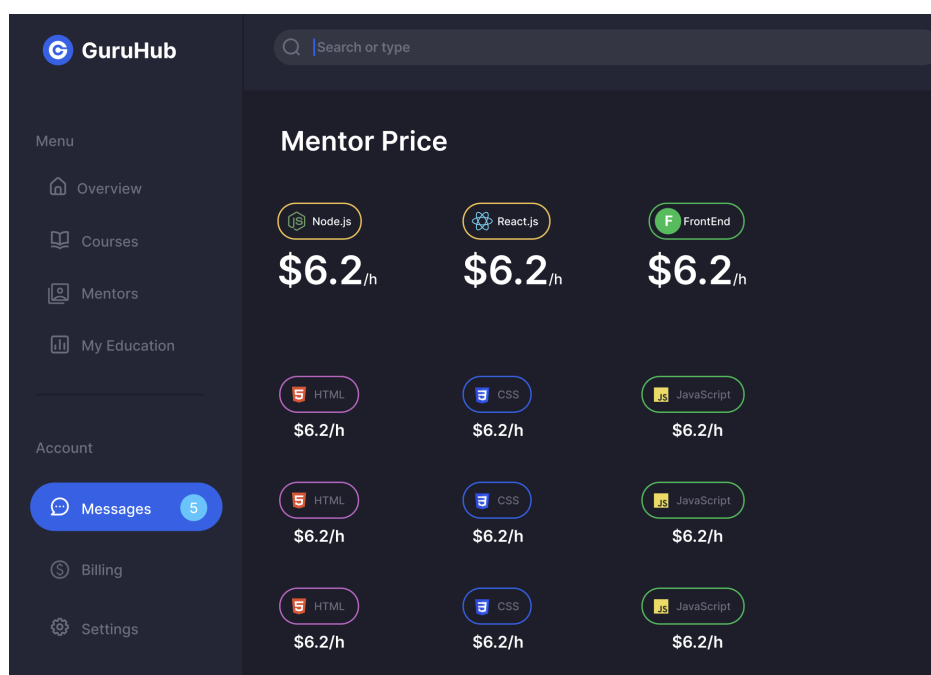 GuruHub
Search or type
Menu
Overview
Courses
Mentors
My Education
Account
Messages 5
Billing
Settings
Mentor Price
Node.js React.js F FrontEnd
$6.2/h $6.2/h $6.2/h
HTML CSS JS JavaScript
$6.2/h $6.2/h $6.2/h
HTML CSS JS JavaScript
$6.2/h $6.2/h $6.2/h
HTML CSS JS JavaScript
$6.2/h $6.2/h $6.2/h